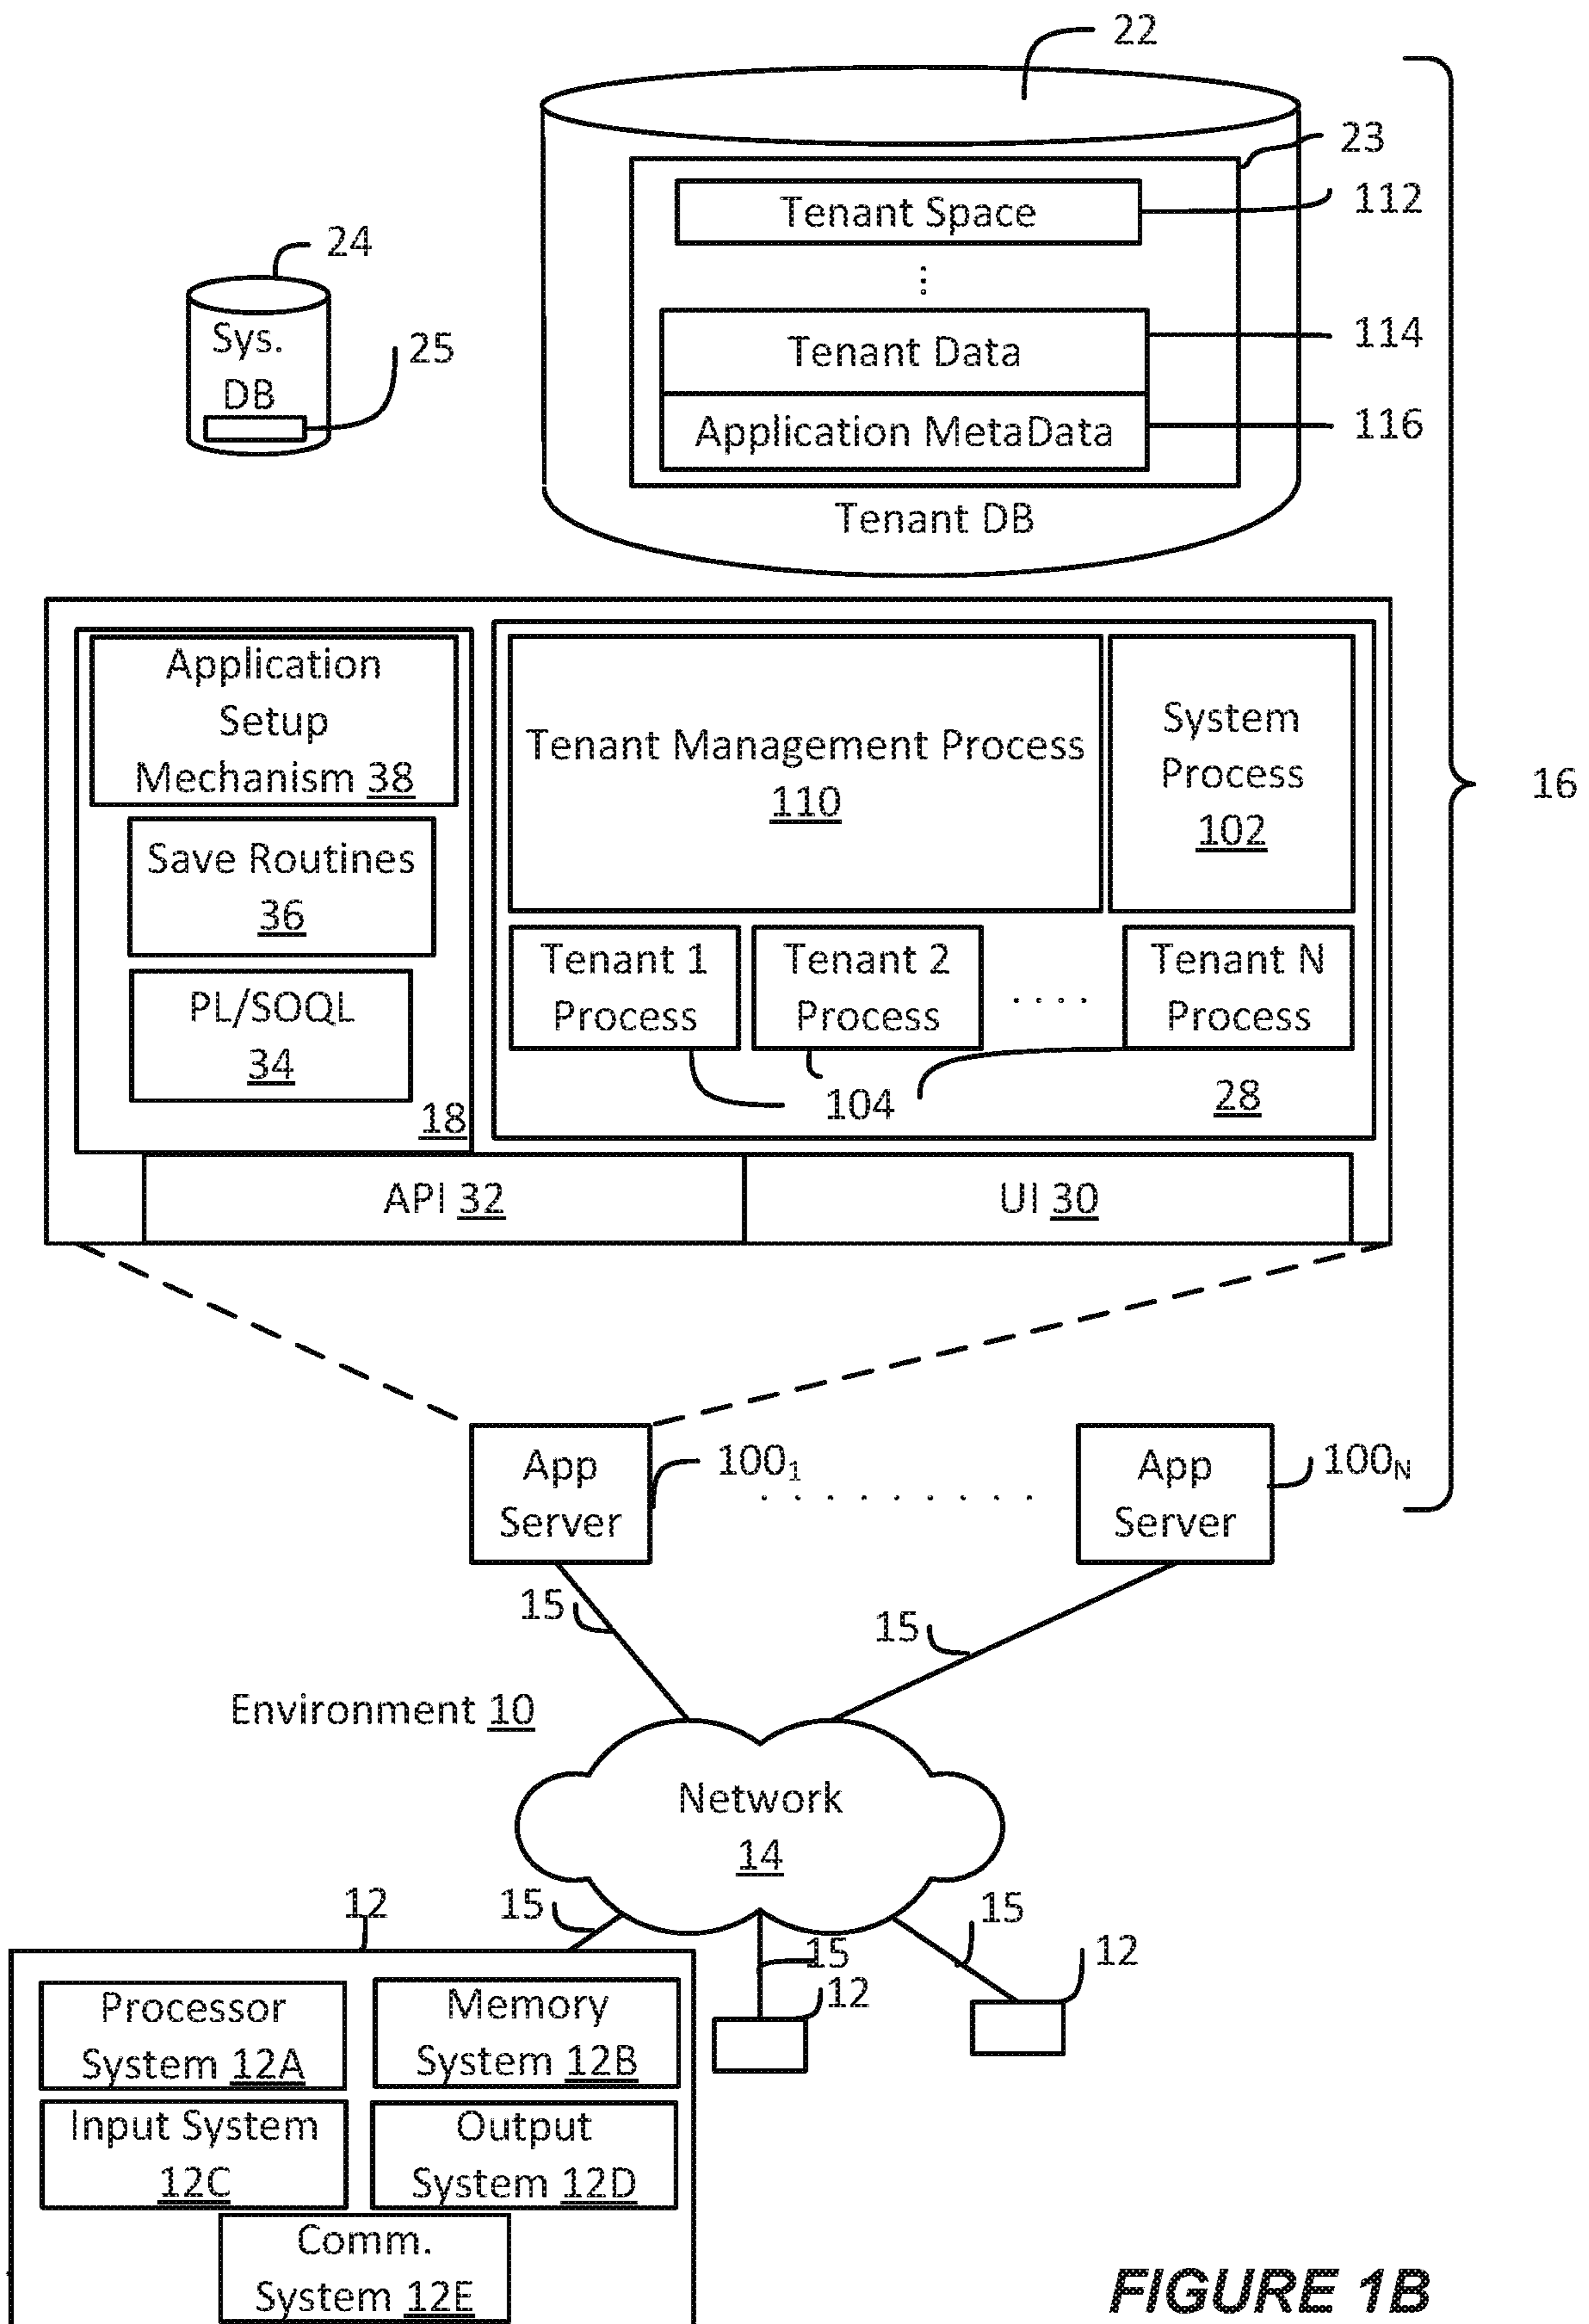 22
23
Tenant Space
112
24
Sys.
DB
25
Tenant Data
114
Application MetaData
116
Tenant DB
Application
Setup
Mechanism 38
Tenant Management Process
110
System
Process
102
16
Save Routines
36
PL/SOQL
34
18
Tenant 1
Process
Tenant 2
Process
. . . .
Tenant N
Process
104
28
API 32
UI 30
App
Server
100₁
. . . . . . . . . .
App
Server
100N
15
15
Environment 10
Network
14
12
15
15
15
12
12
Processor
System 12A
Memory
System 12B
Input System
12C
Output
System 12D
Comm.
System 12E
FIGURE 1B